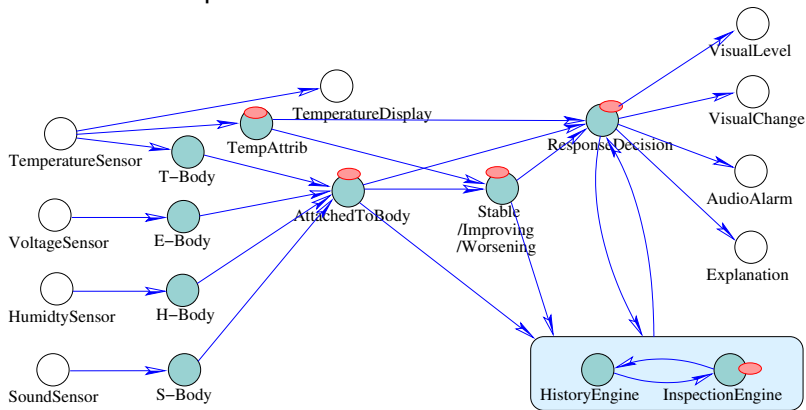 VisualLevel
TemperatureDisplay
VisualChange
TempAttrib
ResponseDecision
TemperatureSensor
T-Body
AudioAlarm
AttachedToBody
Stable
/Improving
/Worsening
E-Body
VoltageSensor
Explanation
H-Body
HumidtySensor
HistoryEngine
InspectionEngine
S-Body
SoundSensor